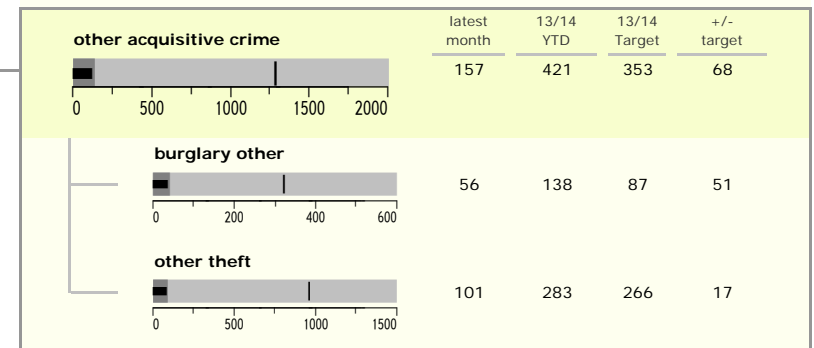 latest 13/14 13/14 +/-
other acquisitive crime month YTD Target target
157 421 353 68
0 500 1000 1500 2000
burglary other
56 138 87 51
0 200 400 600
other theft
101 283 266 17
0 500 1000 1500